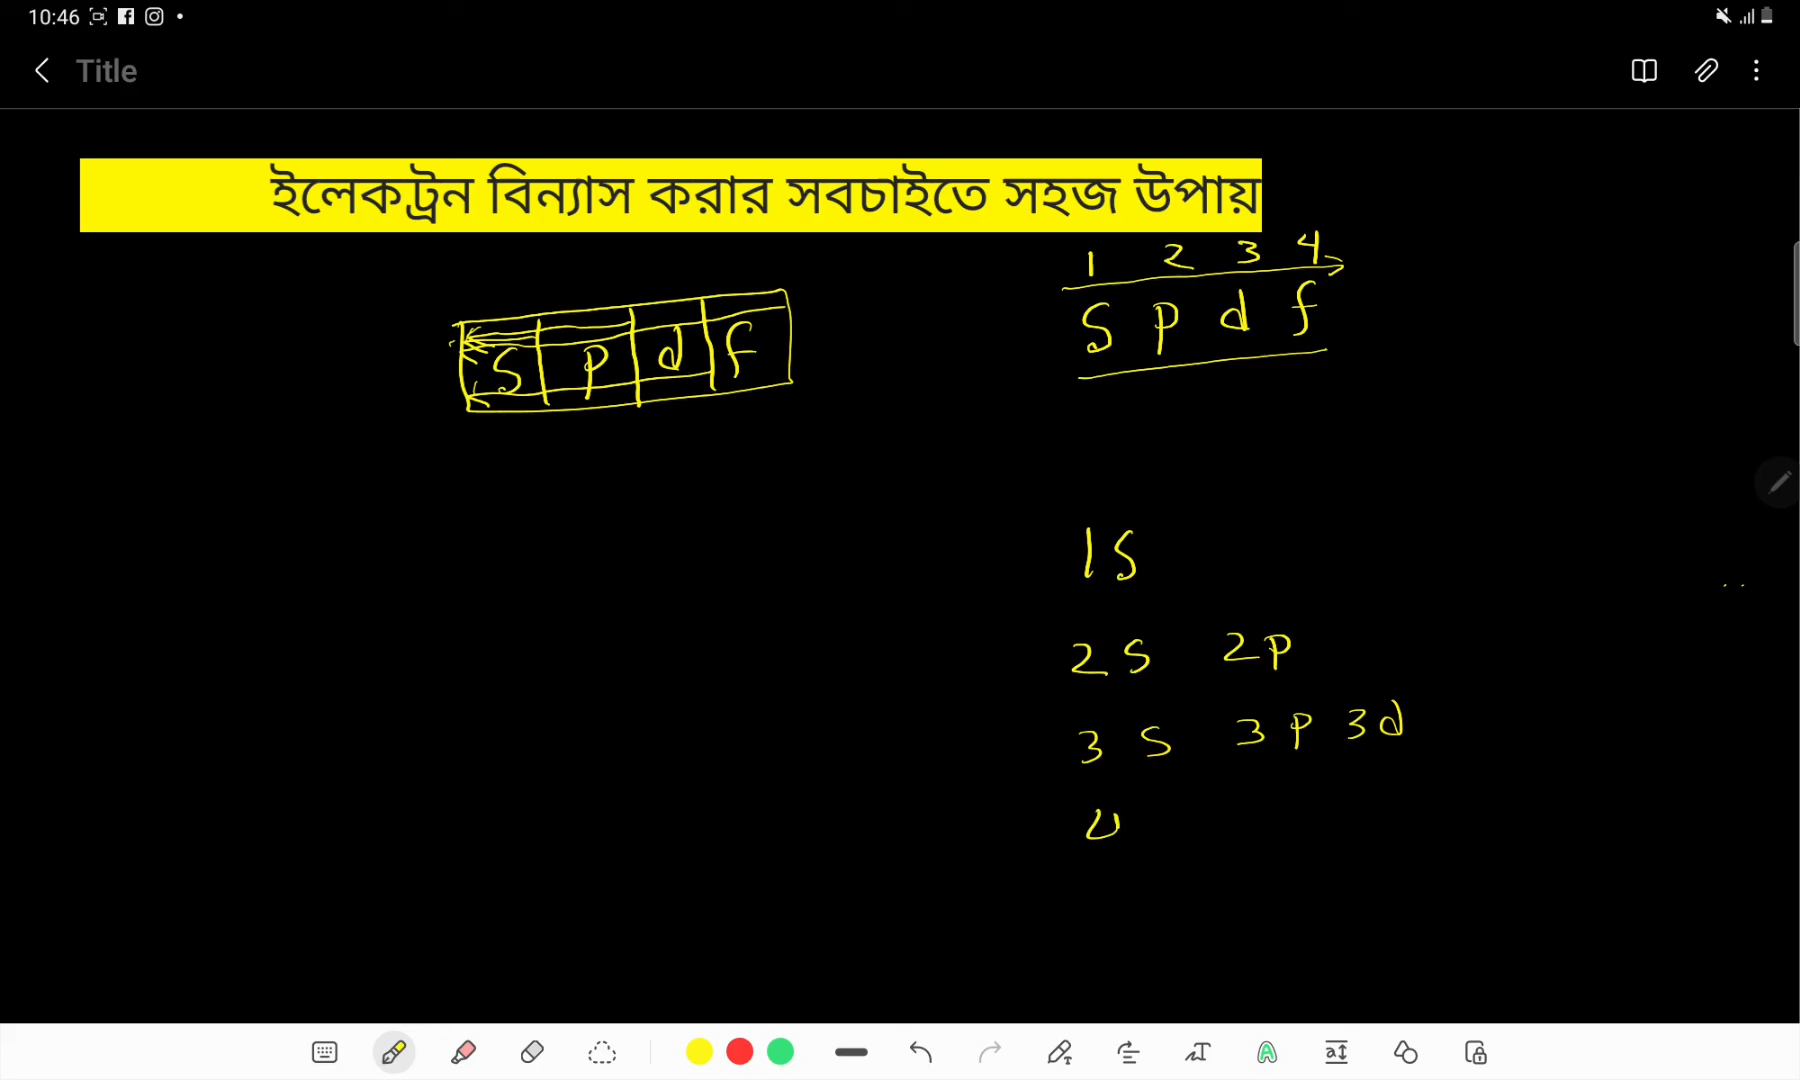 10:46
Title
ইলেকট্রন বিন্যাস করার সবচাইতে সহজ উপায়
1 2 3 4
S p d f
S p d f
1S
2S 2p
3S 3p 3d